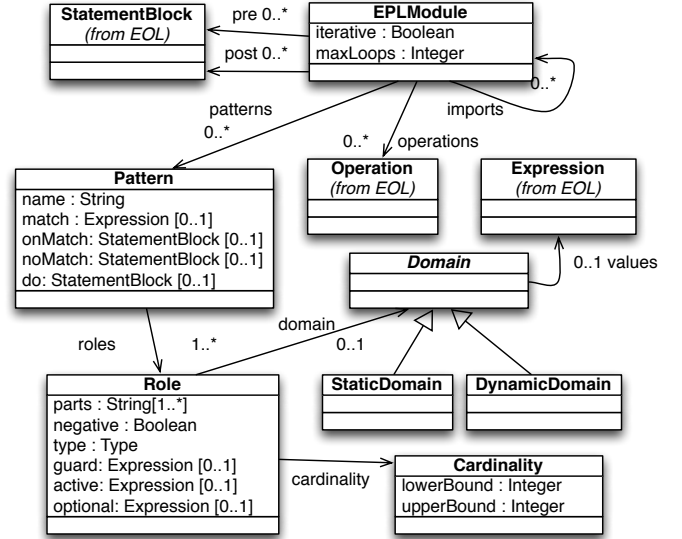 StatementBlock
(from EOL)
pre 0..*
post 0..*
EPLModule
iterative : Boolean
maxLoops : Integer
0..*
imports
patterns
0..*
0..*
operations
Operation
(from EOL)
Expression
(from EOL)
Pattern
name : String
match : Expression [0..1]
onMatch: StatementBlock [0..1]
noMatch: StatementBlock [0..1]
do: StatementBlock [0..1]
Domain
0..1 values
roles
1..*
domain
0..1
StaticDomain
DynamicDomain
Role
parts : String[1..*]
negative : Boolean
type : Type
guard: Expression [0..1]
active: Expression [0..1]
optional: Expression [0..1]
cardinality
Cardinality
lowerBound : Integer
upperBound : Integer